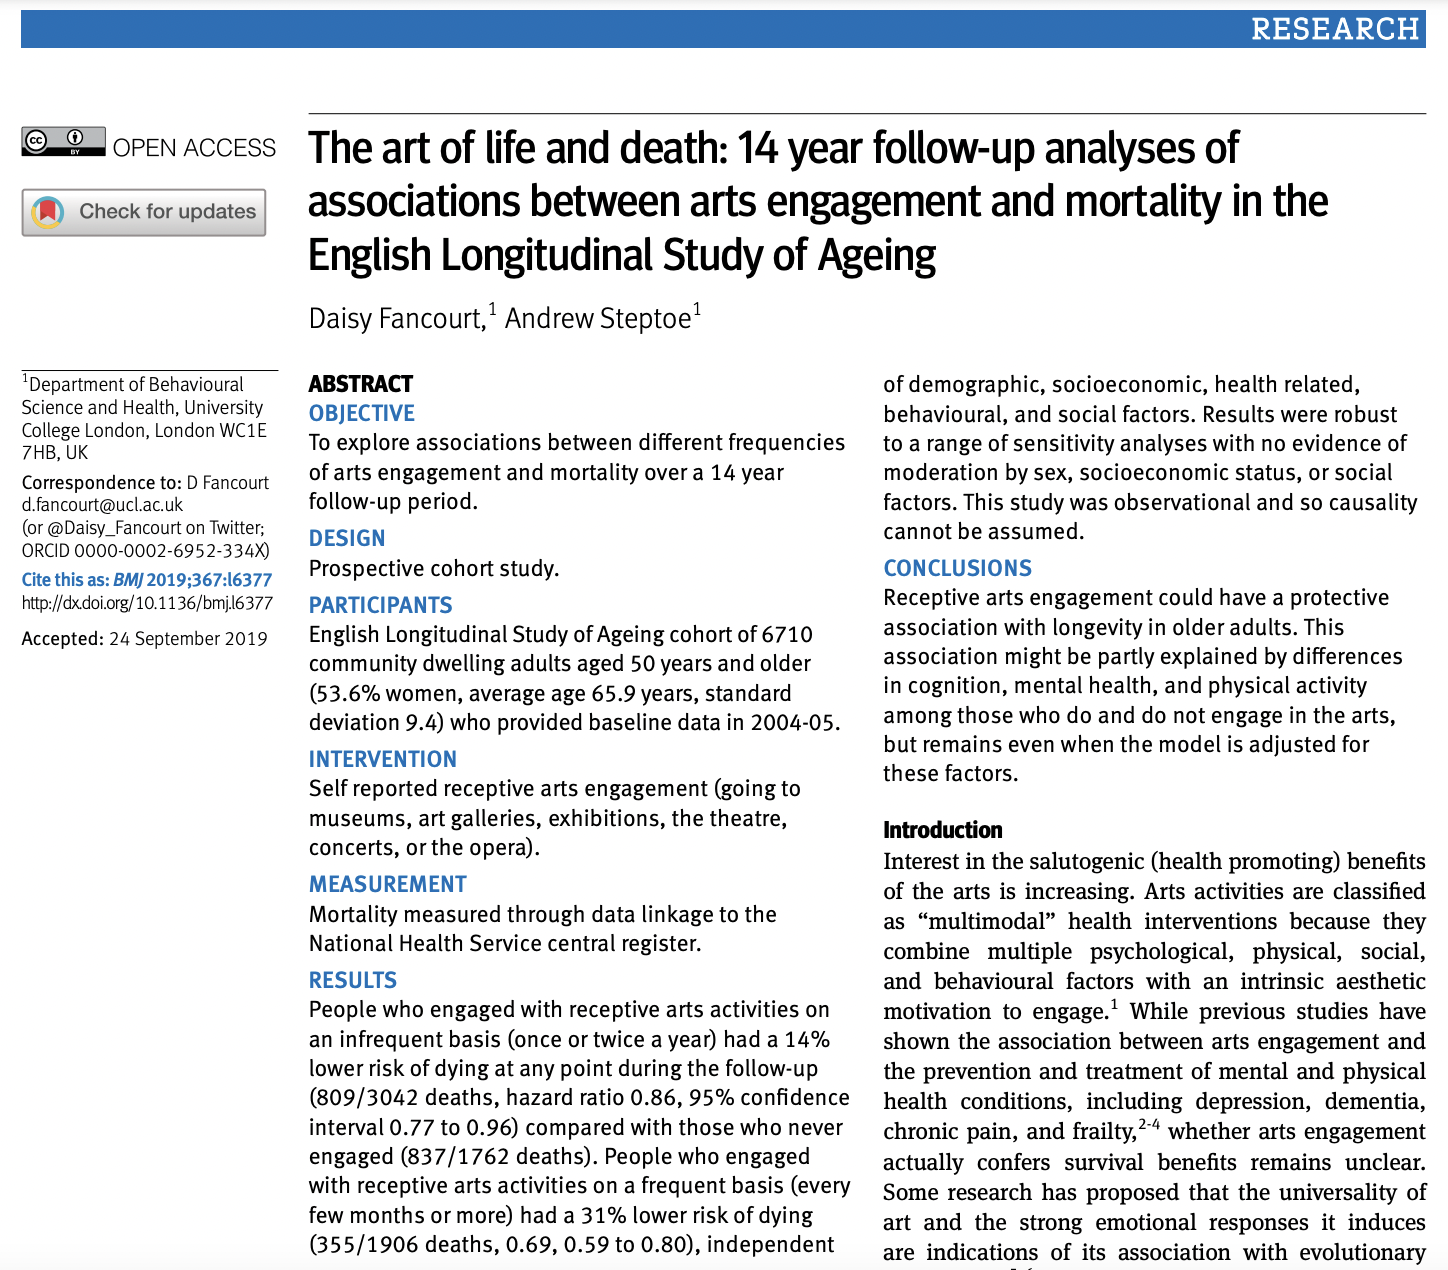 RESEARCH
cc BY OPEN ACCESS
Check for updates
The art of life and death: 14 year follow-up analyses of
associations between arts engagement and mortality in the
English Longitudinal Study of Ageing
Daisy Fancourt,1 Andrew Steptoe1
1Department of Behavioural
Science and Health, University
College London, London WC1E
7HB, UK
Correspondence to: D Fancourt
d.fancourt@ucl.ac.uk
(or @Daisy_Fancourt on Twitter;
ORCID 0000-0002-6952-334X)
Cite this as: BMJ 2019;367:l6377
http://dx.doi.org/10.1136/bmj.l6377
Accepted: 24 September 2019
ABSTRACT
OBJECTIVE
To explore associations between different frequencies
of arts engagement and mortality over a 14 year
follow-up period.
DESIGN
Prospective cohort study.
PARTICIPANTS
English Longitudinal Study of Ageing cohort of 6710
community dwelling adults aged 50 years and older
(53.6% women, average age 65.9 years, standard
deviation 9.4) who provided baseline data in 2004-05.
INTERVENTION
Self reported receptive arts engagement (going to
museums, art galleries, exhibitions, the theatre,
concerts, or the opera).
MEASUREMENT
Mortality measured through data linkage to the
National Health Service central register.
RESULTS
People who engaged with receptive arts activities on
an infrequent basis (once or twice a year) had a 14%
lower risk of dying at any point during the follow-up
(809/3042 deaths, hazard ratio 0.86, 95% confidence
interval 0.77 to 0.96) compared with those who never
engaged (837/1762 deaths). People who engaged
with receptive arts activities on a frequent basis (every
few months or more) had a 31% lower risk of dying
(355/1906 deaths, 0.69, 0.59 to 0.80), independent
of demographic, socioeconomic, health related,
behavioural, and social factors. Results were robust
to a range of sensitivity analyses with no evidence of
moderation by sex, socioeconomic status, or social
factors. This study was observational and so causality
cannot be assumed.
CONCLUSIONS
Receptive arts engagement could have a protective
association with longevity in older adults. This
association might be partly explained by differences
in cognition, mental health, and physical activity
among those who do and do not engage in the arts,
but remains even when the model is adjusted for
these factors.
Introduction
Interest in the salutogenic (health promoting) benefits
of the arts is increasing. Arts activities are classified
as “multimodal” health interventions because they
combine multiple psychological, physical, social,
and behavioural factors with an intrinsic aesthetic
motivation to engage.1 While previous studies have
shown the association between arts engagement and
the prevention and treatment of mental and physical
health conditions, including depression, dementia,
chronic pain, and frailty,2-4 whether arts engagement
actually confers survival benefits remains unclear.
Some research has proposed that the universality of
art and the strong emotional responses it induces
are indications of its association with evolutionary